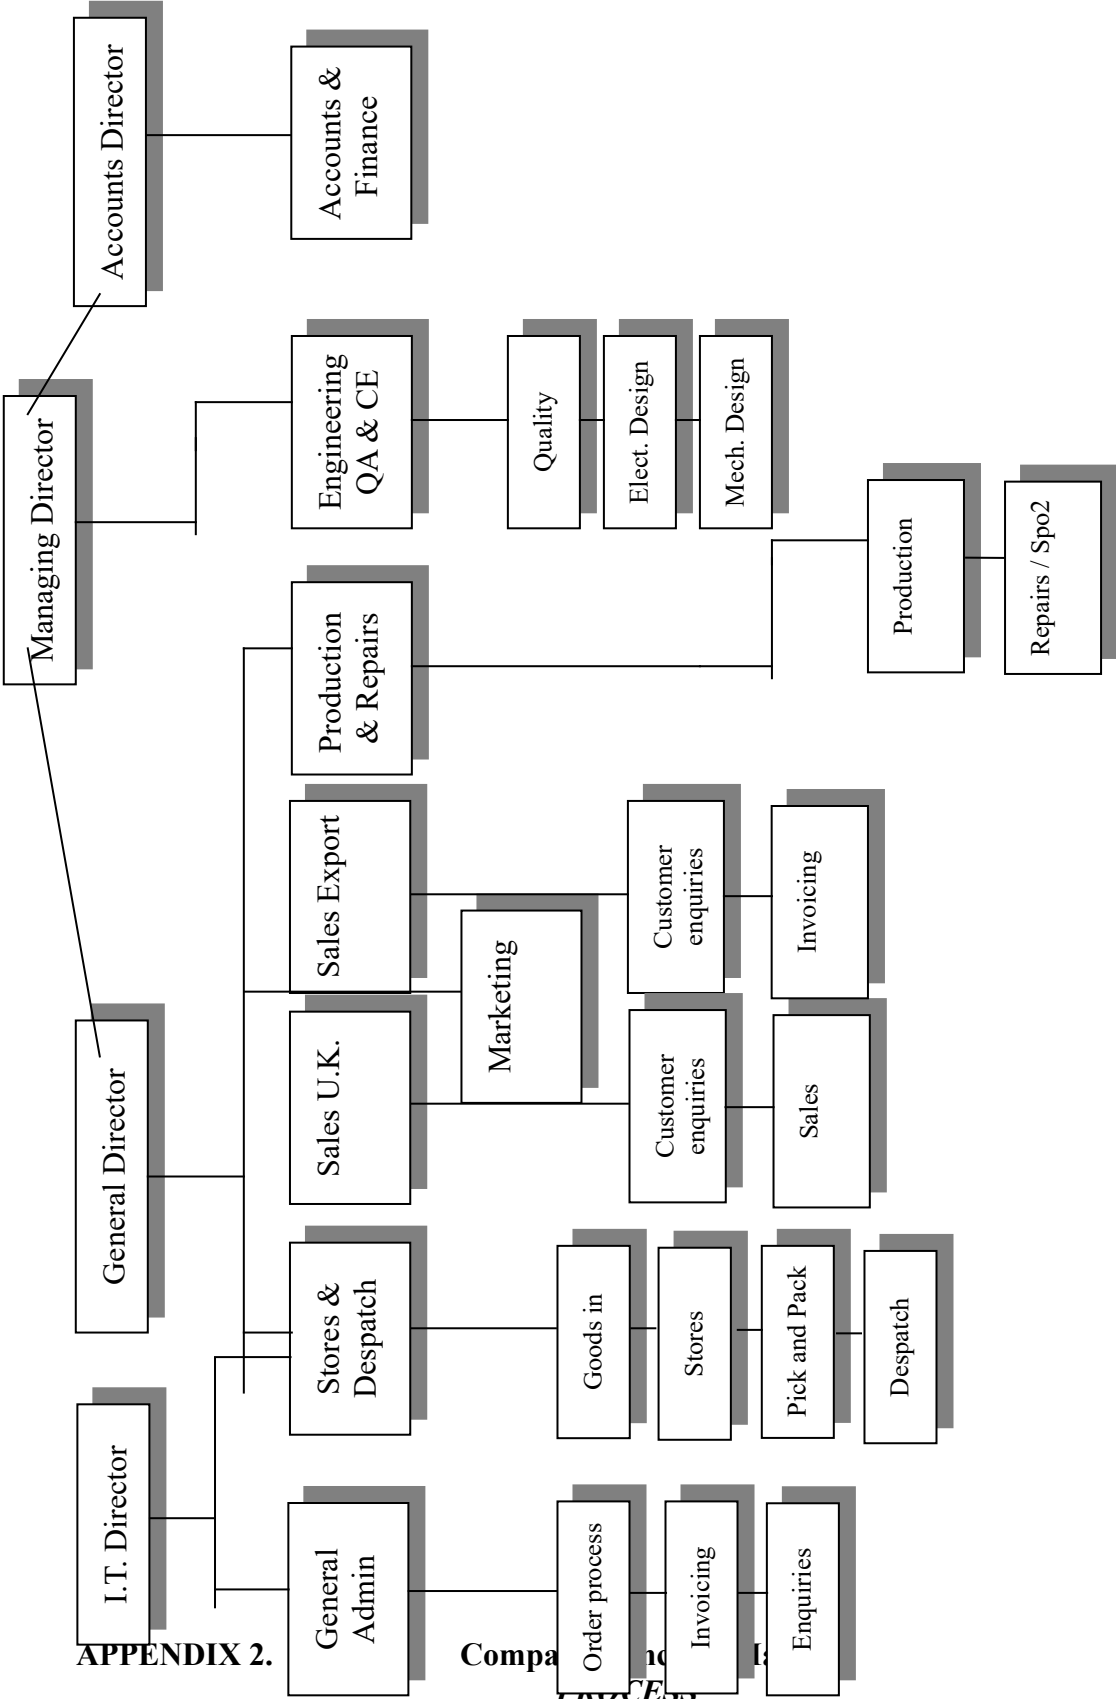 Managing Director
I.T. Director
General Director
Accounts Director
General
Admin
Stores &
Despatch
Sales U.K.
Sales Export
Production
& Repairs
Engineering
QA & CE
Accounts &
Finance
Marketing
Order process
Invoicing
Enquiries
Goods in
Stores
Pick and Pack
Despatch
Customer
enquiries
Sales
Customer
enquiries
Invoicing
Quality
Elect. Design
Mech. Design
Production
Repairs / Spo2
APPENDIX 2.